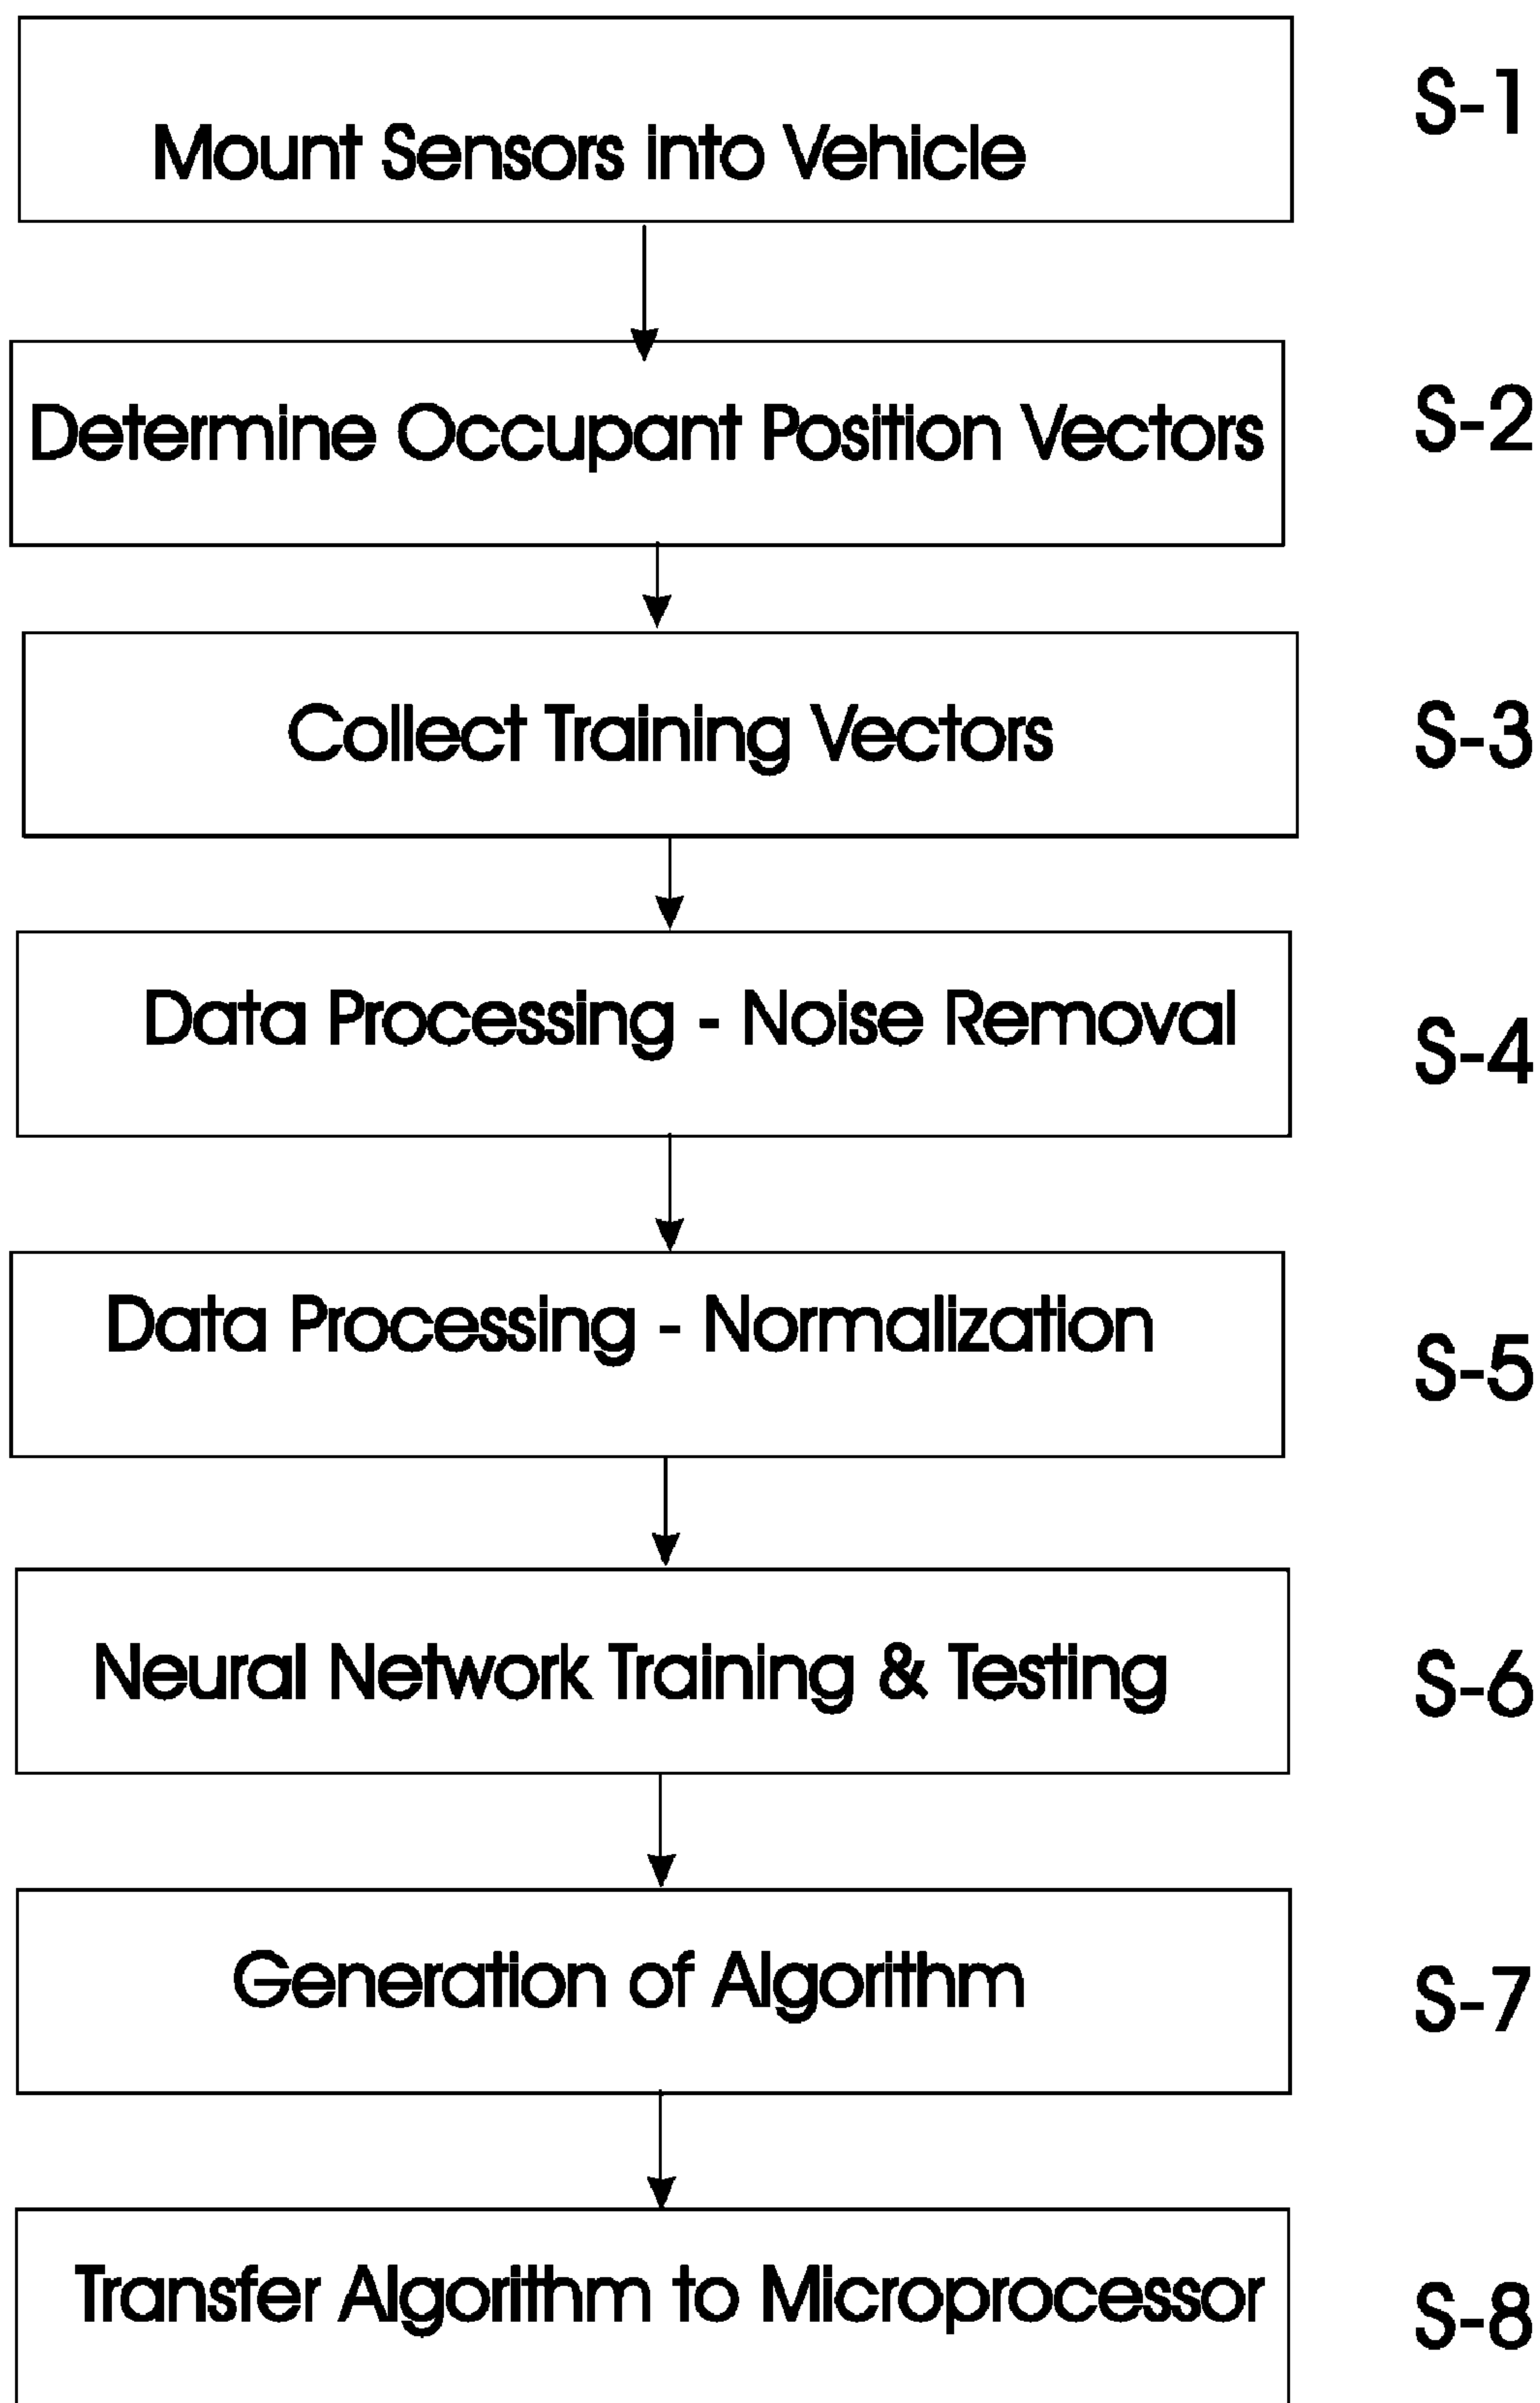 Mount Sensors into Vehicle
S-1
Determine Occupant Position Vectors
S-2
Collect Training Vectors
S-3
Data Processing - Noise Removal
S-4
Data Processing - Normalization
S-5
Neural Network Training & Testing
S-6
Generation of Algorithm
S-7
Transfer Algorithm to Microprocessor
S-8